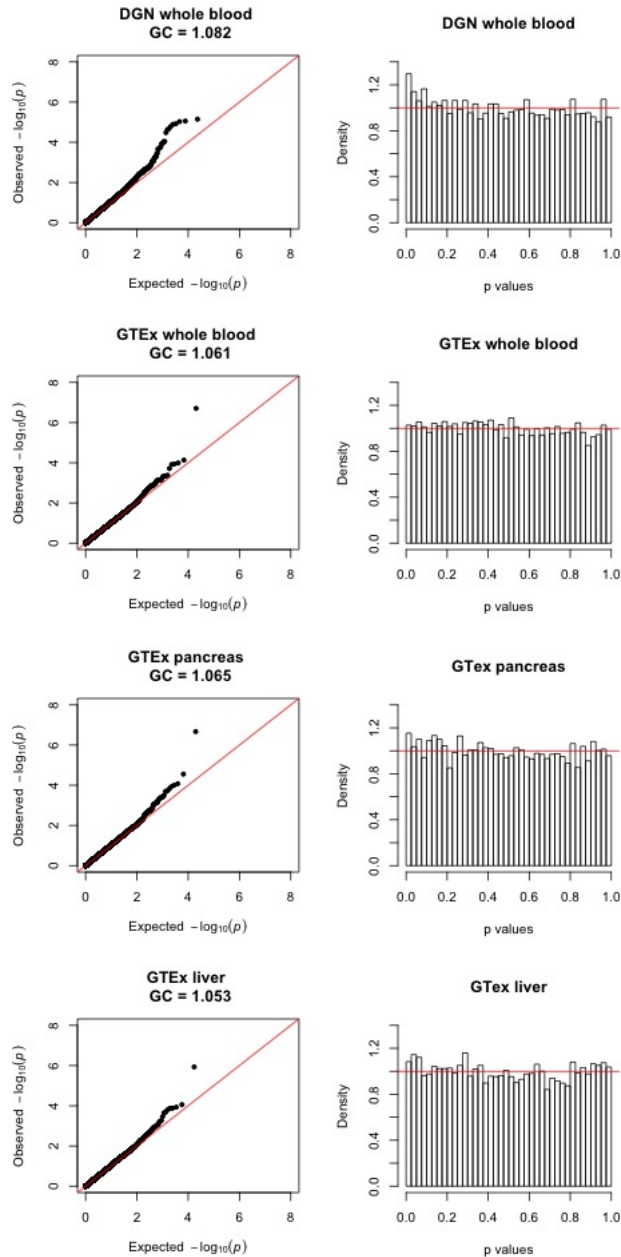 DGN whole blood
GC = 1.082
Observed −log10(p)
0 2 4 6 8
0 2 4 6 8
Expected −log10(p)
DGN whole blood
Density
0.0 0.4 0.8 1.2
0.0 0.2 0.4 0.6 0.8 1.0
p values
GTEx whole blood
GC = 1.061
Observed −log10(p)
0 2 4 6 8
0 2 4 6 8
Expected −log10(p)
GTEx whole blood
Density
0.0 0.4 0.8 1.2
0.0 0.2 0.4 0.6 0.8 1.0
p values
GTEx pancreas
GC = 1.065
Observed −log10(p)
0 2 4 6 8
0 2 4 6 8
Expected −log10(p)
GTex pancreas
Density
0.0 0.4 0.8 1.2
0.0 0.2 0.4 0.6 0.8 1.0
p values
GTEx liver
GC = 1.053
Observed −log10(p)
0 2 4 6 8
0 2 4 6 8
Expected −log10(p)
GTex liver
Density
0.0 0.4 0.8 1.2
0.0 0.2 0.4 0.6 0.8 1.0
p values